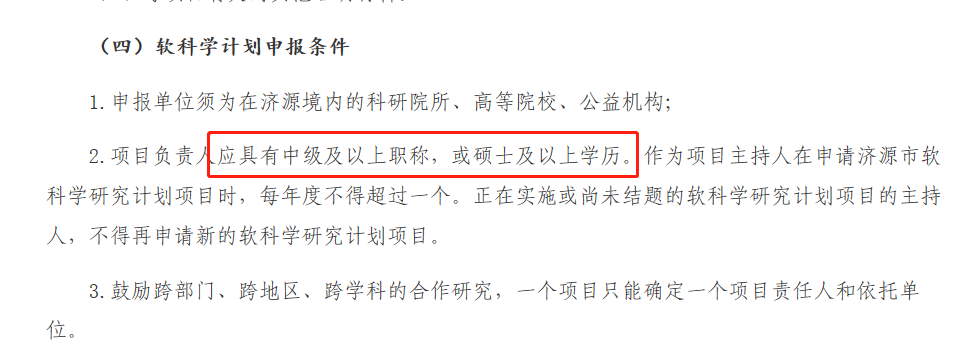 （四）软科学计划申报条件
1.申报单位须为在济源境内的科研院所、高等院校、公益机构;
2.项目负责人应具有中级及以上职称，或硕士及以上学历。作为项目主持人在申请济源市软
科学研究计划项目时，每年度不得超过一个。正在实施或尚未结题的软科学研究计划项目的主持
人，不得再申请新的软科学研究计划项目。
3.鼓励跨部门、跨地区、跨学科的合作研究，一个项目只能确定一个项目责任人和依托单
位。